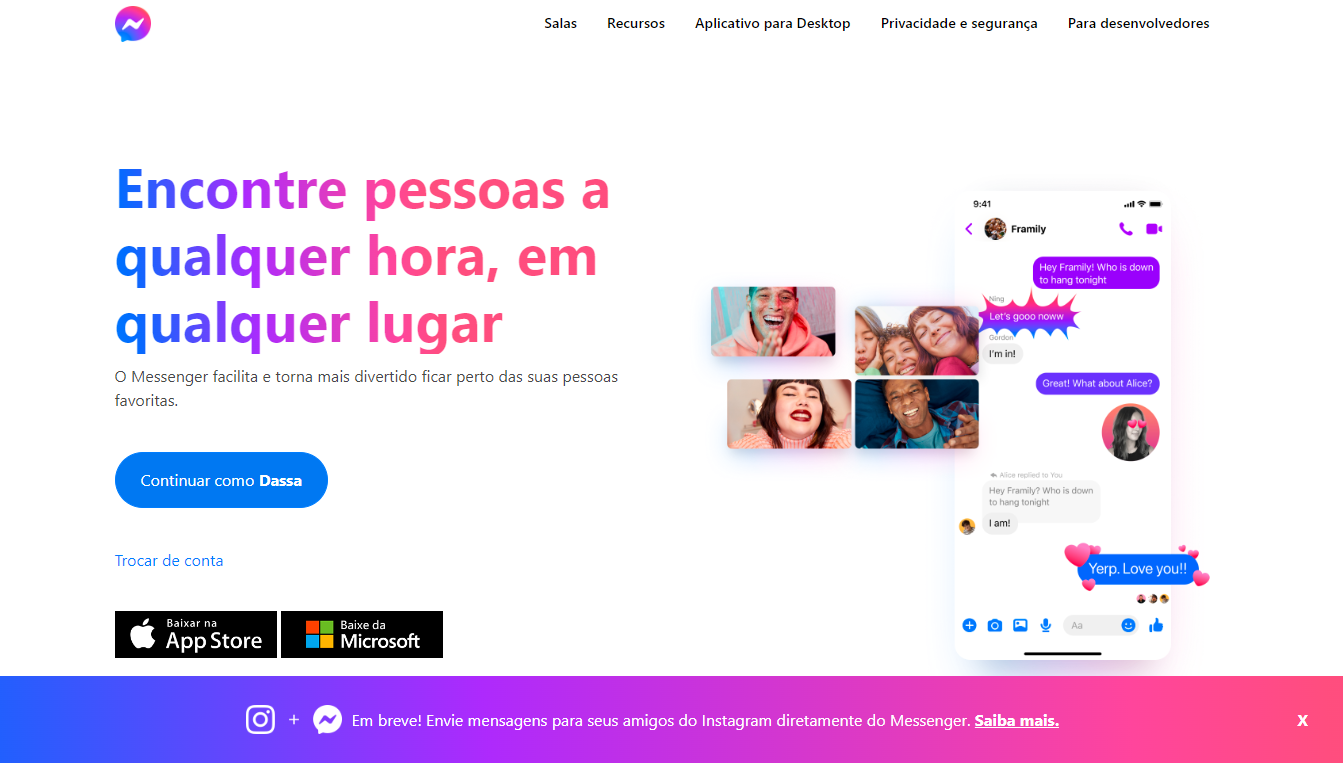 Salas
Recursos
Aplicativo para Desktop
Privacidade e segurança
Para desenvolvedores
Encontre pessoas a
qualquer hora, em
qualquer lugar
O Messenger facilita e torna mais divertido ficar perto das suas pessoas
favoritas.
Continuar como Dassa
Trocar de conta
Baixar na
App Store
Baixe da
Microsoft
9:41
Framily
Hey Framily! Who is down
to hang tonight
Ning
Let's gooo noww
Gordon
I'm in!
Great! What about Alice?
Alice replied to You
Hey Framily? Who is down
to hang tonight
I am!
Yerp. Love you!!
Aa
+ Em breve! Envie mensagens para seus amigos do Instagram diretamente do Messenger. Saiba mais.
X